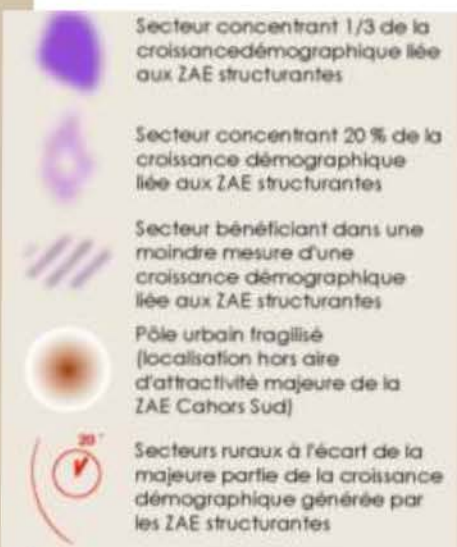 Secteur concentrant 1/3 de la
croissancedémographique liée
aux ZAE structurantes
Secteur concentrant 20 % de la
croissance démographique
liée aux ZAE structurantes
Secteur bénéficiant dans une
moindre mesure d'une
croissance démographique
liée aux ZAE structurantes
Pôle urbain fragilisé
(localisation hors aire
d'attractivité majeure de la
ZAE Cahors Sud)
20'
Secteurs ruraux à l'écart de la
majeure partie de la croissance
démographique générée par
les ZAE structurantes